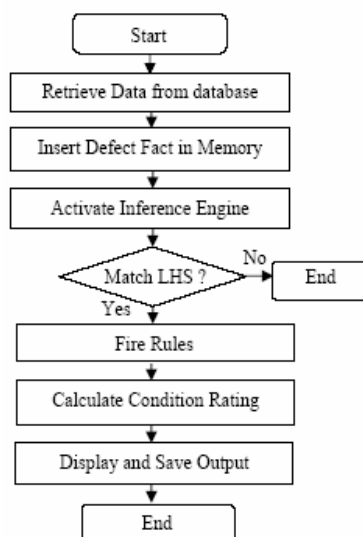 Start
Retrieve Data from database
Insert Defect Fact in Memory
Activate Inference Engine
Match LHS ?
No
End
Yes
Fire Rules
Calculate Condition Rating
Display and Save Output
End